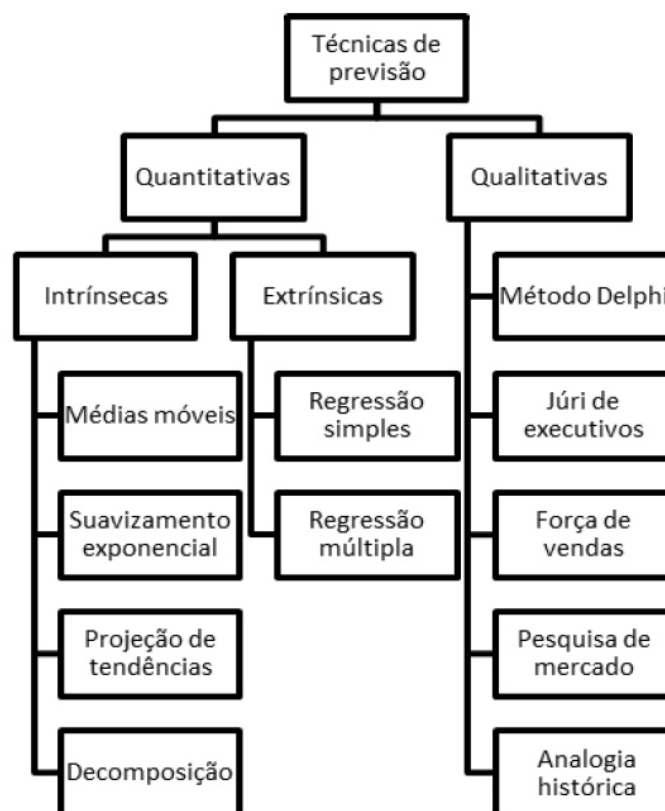 Técnicas de
previsão
Quantitativas
Qualitativas
Intrínsecas
Extrínsicas
Método Delphi
Médias móveis
Regressão
simples
Júri de
executivos
Suavizamento
exponencial
Regressão
múltipla
Força de
vendas
Projeção de
tendências
Pesquisa de
mercado
Decomposição
Analogia
histórica